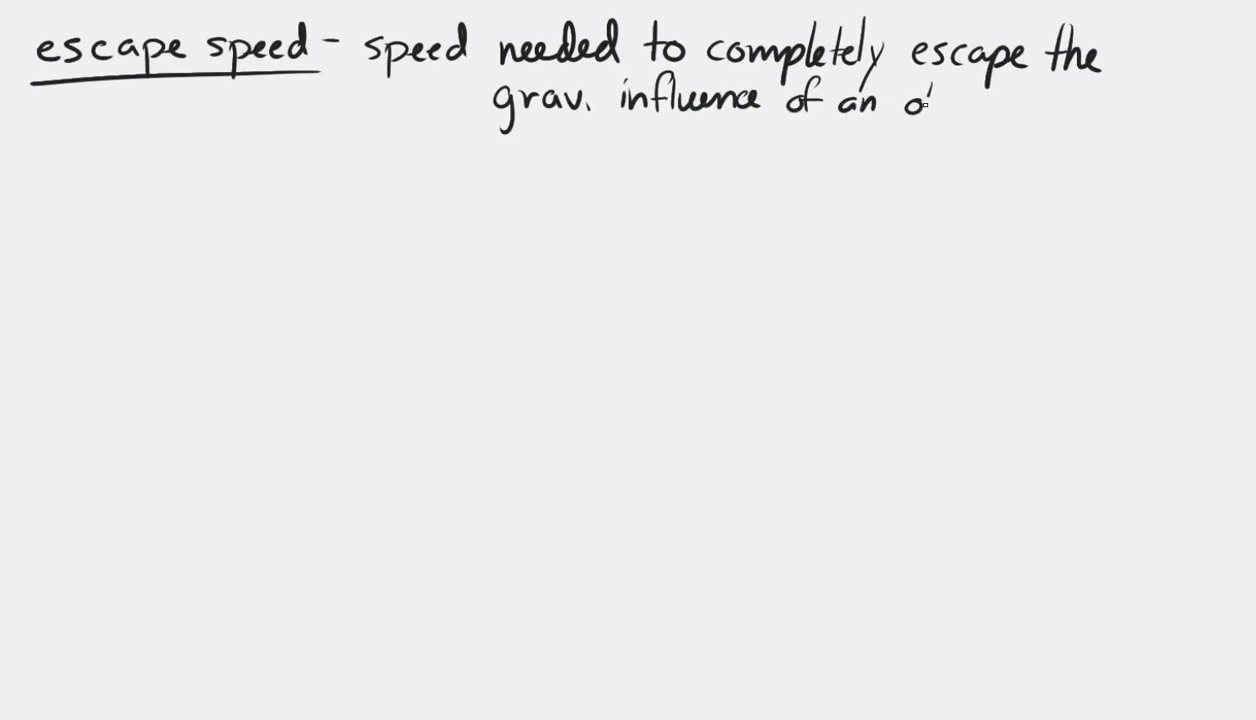 escape speed - speed needed to completely escape the
grav. influence of an o